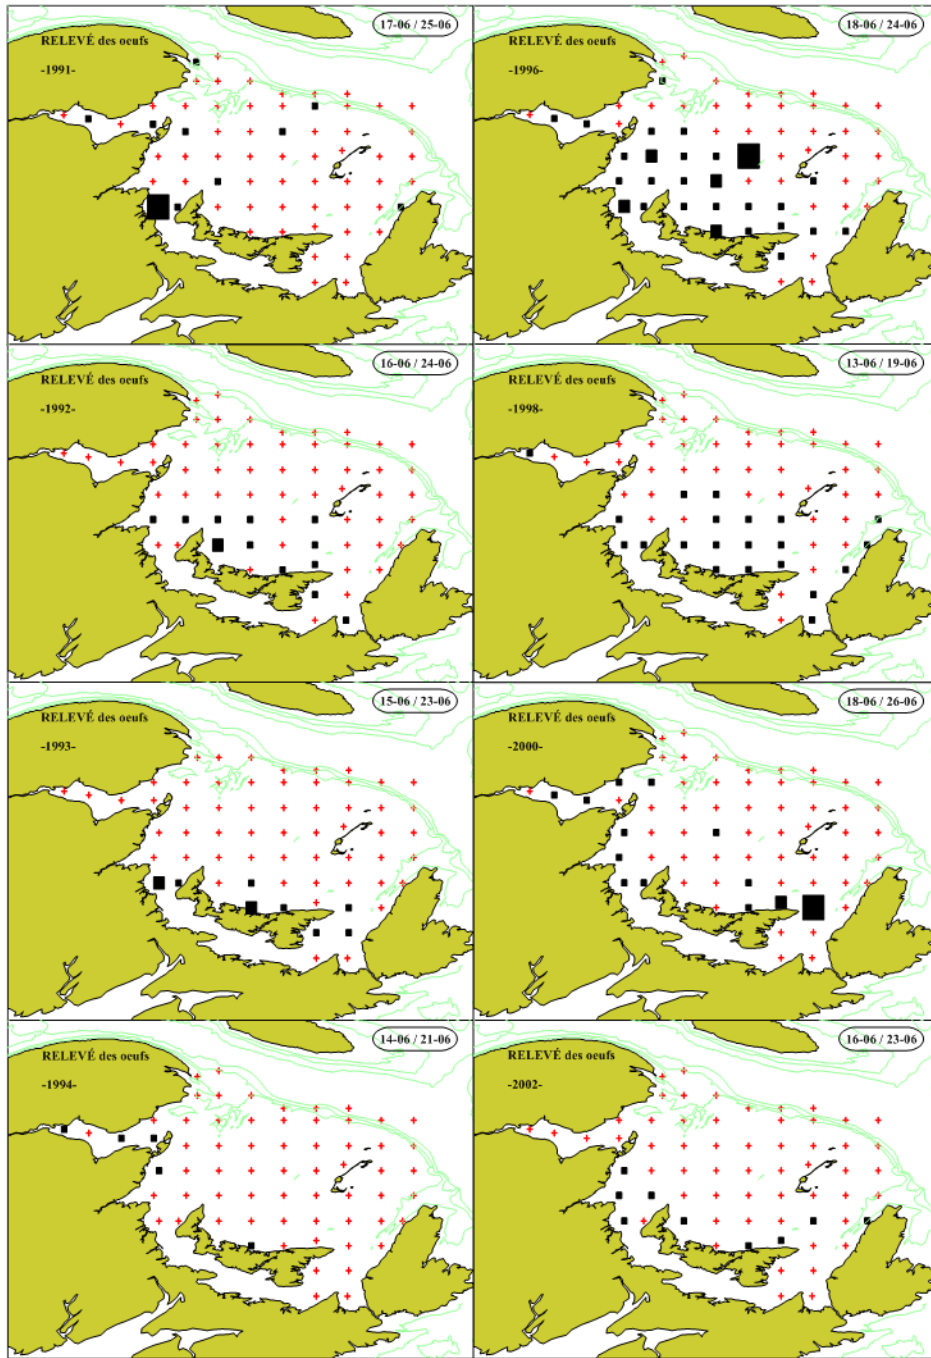 17-06 / 25-06
RELEVÉ des oeufs
-1991-
18-06 / 24-06
RELEVÉ des oeufs
-1996-
16-06 / 24-06
RELEVÉ des oeufs
-1992-
13-06 / 19-06
RELEVÉ des oeufs
-1998-
15-06 / 23-06
RELEVÉ des oeufs
-1993-
18-06 / 26-06
RELEVÉ des oeufs
-2000-
14-06 / 21-06
RELEVÉ des oeufs
-1994-
16-06 / 23-06
RELEVÉ des oeufs
-2002-